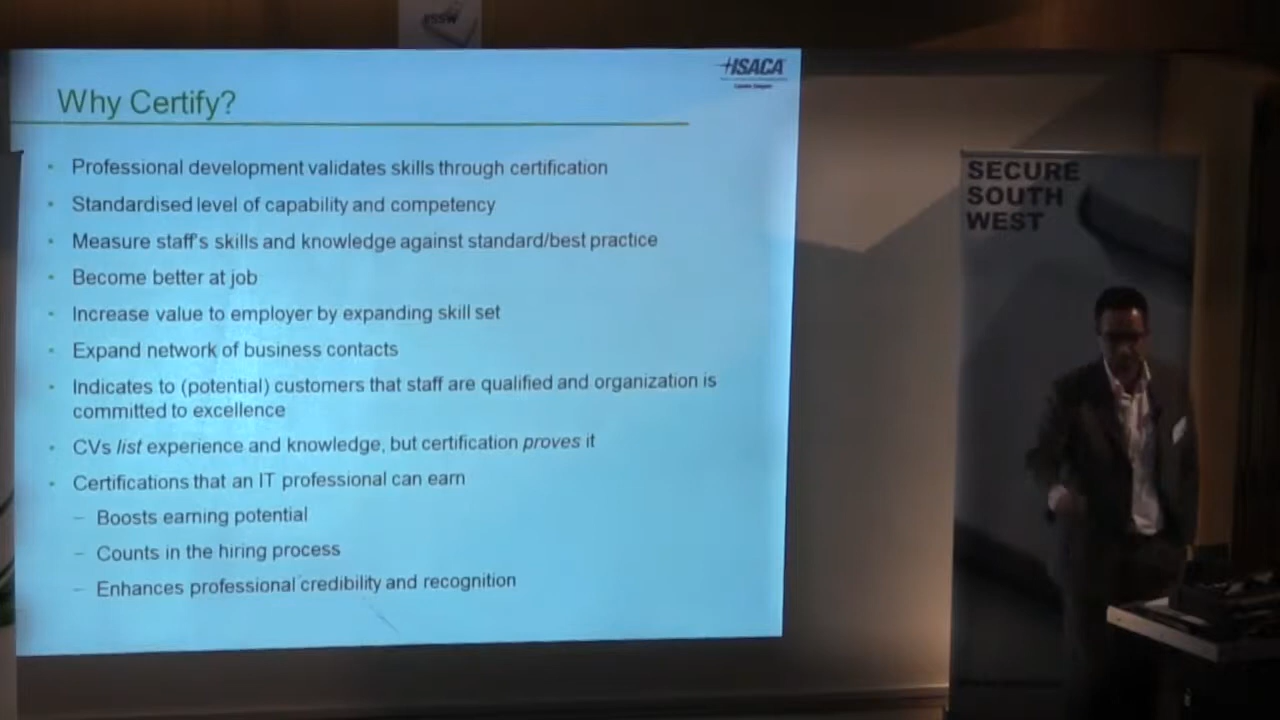 ISACA
Why Certify?
• Professional development validates skills through certification
• Standardised level of capability and competency
• Measure staff's skills and knowledge against standard/best practice
• Become better at job
• Increase value to employer by expanding skill set
• Expand network of business contacts
• Indicates to (potential) customers that staff are qualified and organization is
committed to excellence
• CVs list experience and knowledge, but certification proves it
• Certifications that an IT professional can earn
– Boosts earning potential
– Counts in the hiring process
– Enhances professional credibility and recognition
SECURE
SOUTH
WEST